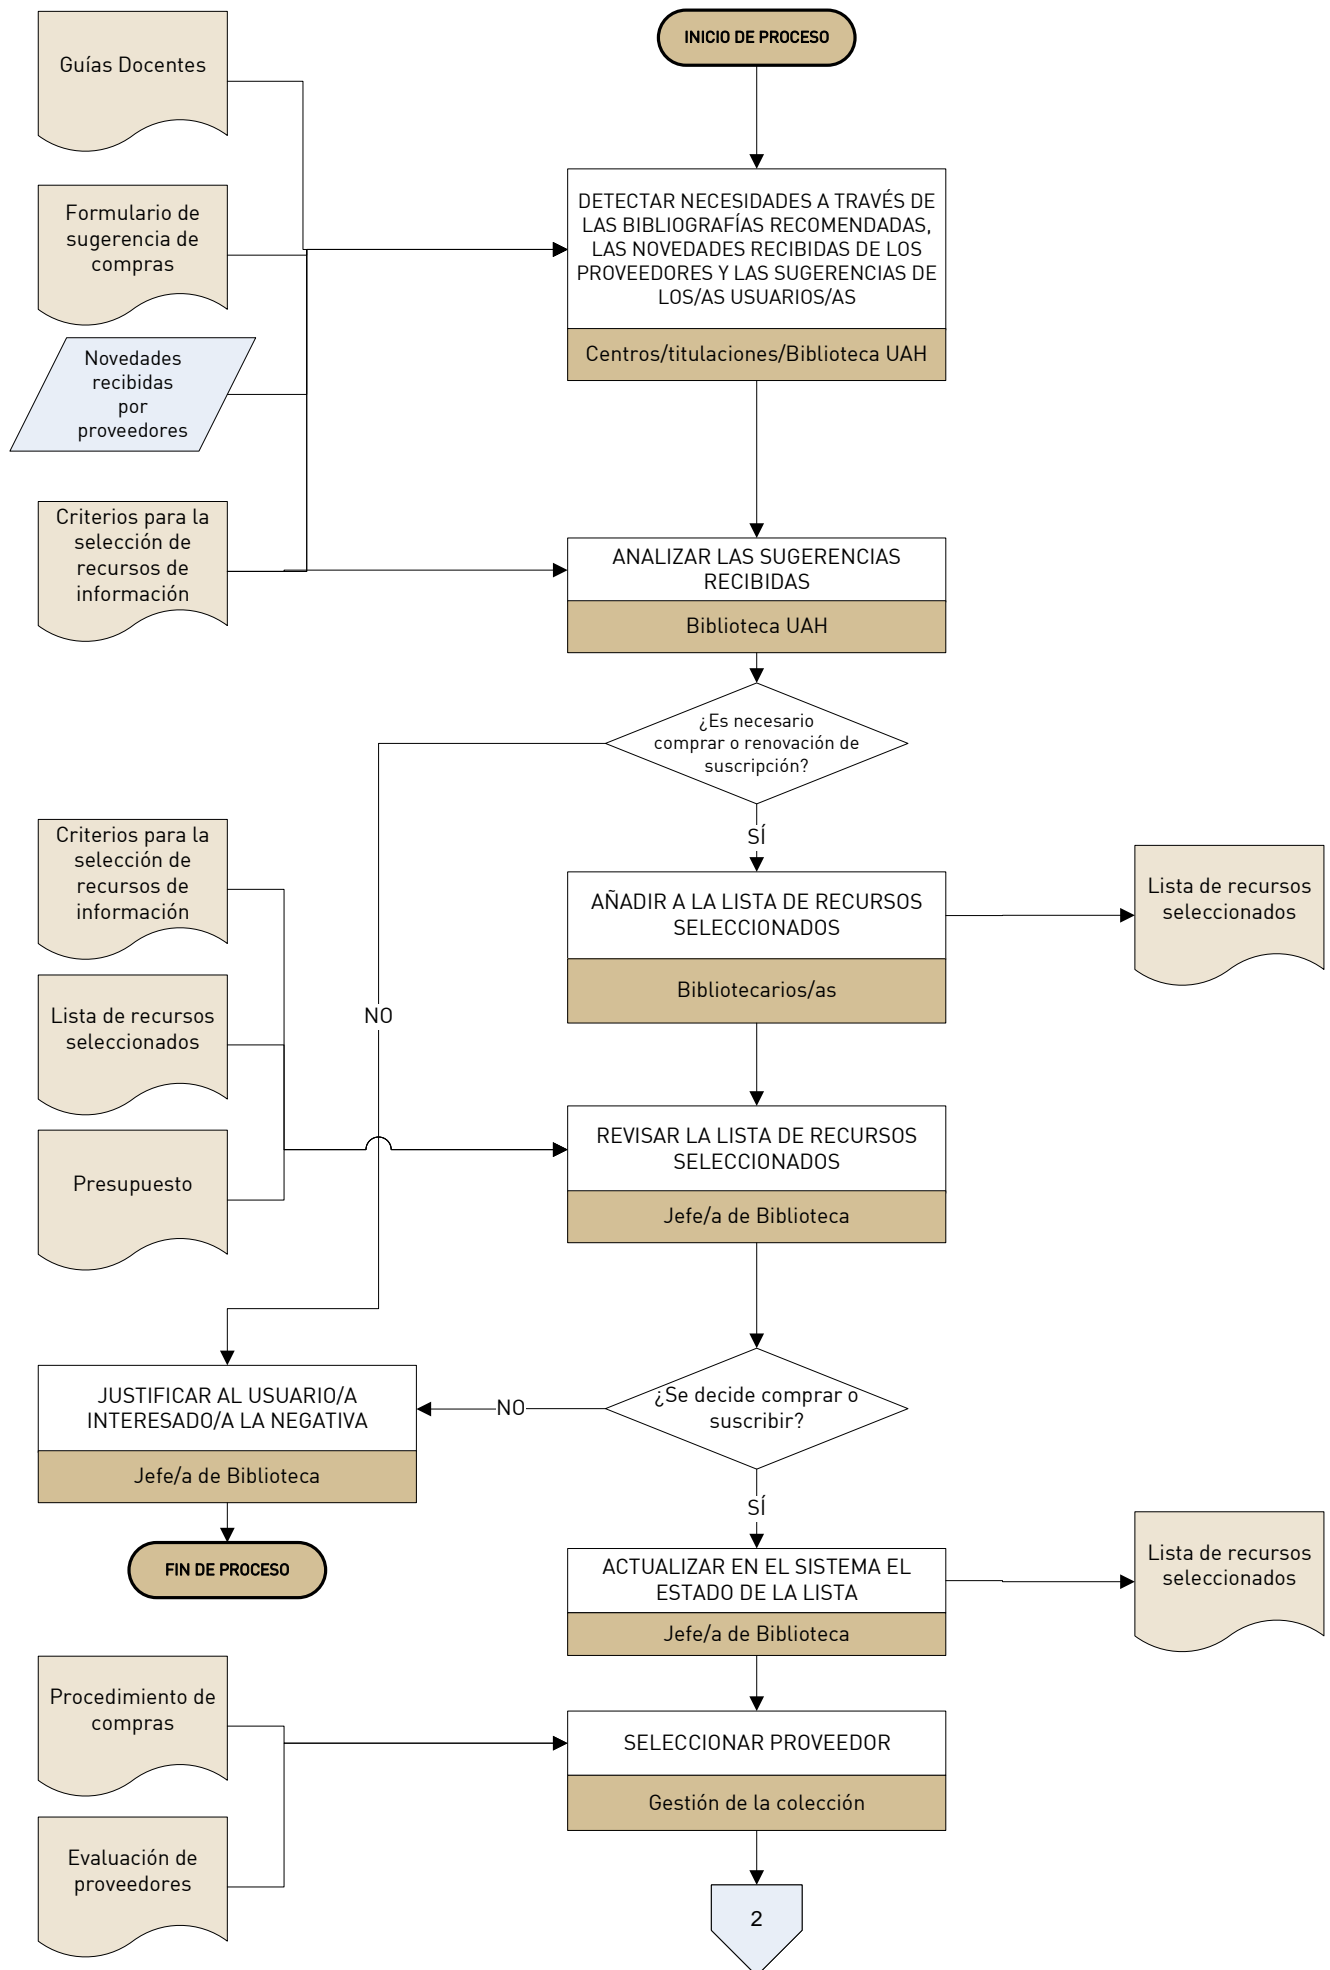 INICIO DE PROCESO
Guías Docentes
DETECTAR NECESIDADES A TRAVÉS DE
LAS BIBLIOGRAFÍAS RECOMENDADAS,
LAS NOVEDADES RECIBIDAS DE LOS
PROVEEDORES Y LAS SUGERENCIAS DE
LOS/AS USUARIOS/AS
Centros/titulaciones/Biblioteca UAH
Formulario de
sugerencia de
compras
Novedades
recibidas
por
proveedores
Criterios para la
selección de
recursos de
información
ANALIZAR LAS SUGERENCIAS
RECIBIDAS
Biblioteca UAH
¿Es necesario
comprar o renovación de
suscripción?
SÍ
NO
AÑADIR A LA LISTA DE RECURSOS
SELECCIONADOS
Bibliotecarios/as
Lista de recursos
seleccionados
Criterios para la
selección de
recursos de
información
Lista de recursos
seleccionados
Presupuesto
REVISAR LA LISTA DE RECURSOS
SELECCIONADOS
Jefe/a de Biblioteca
¿Se decide comprar o
suscribir?
NO
SÍ
JUSTIFICAR AL USUARIO/A
INTERESADO/A LA NEGATIVA
Jefe/a de Biblioteca
FIN DE PROCESO
ACTUALIZAR EN EL SISTEMA EL
ESTADO DE LA LISTA
Jefe/a de Biblioteca
Lista de recursos
seleccionados
Procedimiento de
compras
Evaluación de
proveedores
SELECCIONAR PROVEEDOR
Gestión de la colección
2